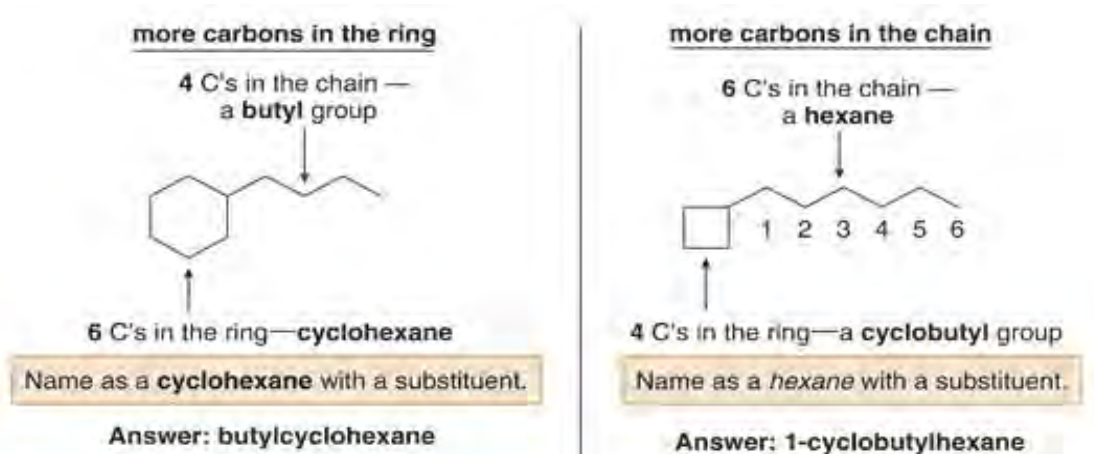 more carbons in the ring
4 C's in the chain —
a butyl group
6 C's in the ring—cyclohexane
Name as a cyclohexane with a substituent.
Answer: butylcyclohexane
more carbons in the chain
6 C's in the chain —
a hexane
1 2 3 4 5 6
4 C's in the ring—a cyclobutyl group
Name as a hexane with a substituent.
Answer: 1-cyclobutylhexane